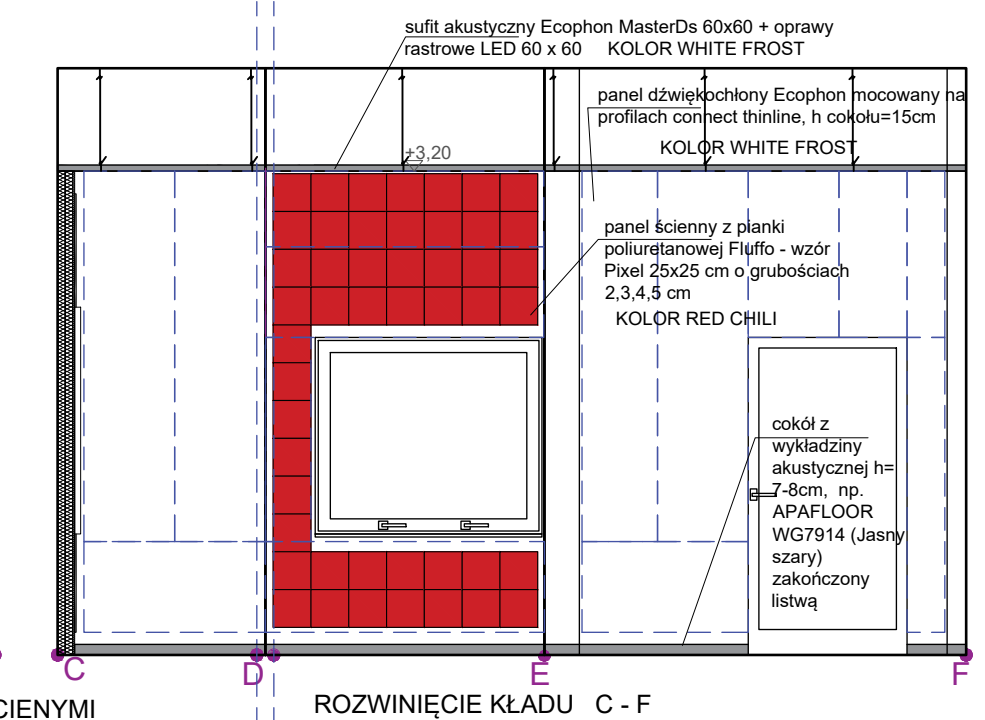 sufit akustyczny Ecophon MasterDs 60x60 + oprawy
rastrowe LED 60 x 60 KOLOR WHITE FROST
panel dźwiękochłony Ecophon mocowany na
profilach connect thinline, h cokołu=15cm
KOLOR WHITE FROST
+3,20
panel ścienny z pianki
poliuretanowej Fluffo - wzór
Pixel 25x25 cm o grubościach
2,3,4,5 cm
KOLOR RED CHILI
cokół z
wykładziny
akustycznej h=
7-8cm, np.
APAFLOOR
WG7914 (Jasny
szary)
zakończony
listwą
C
D
E
F
CIENYMI
ROZWINIĘCIE KŁADU C - F